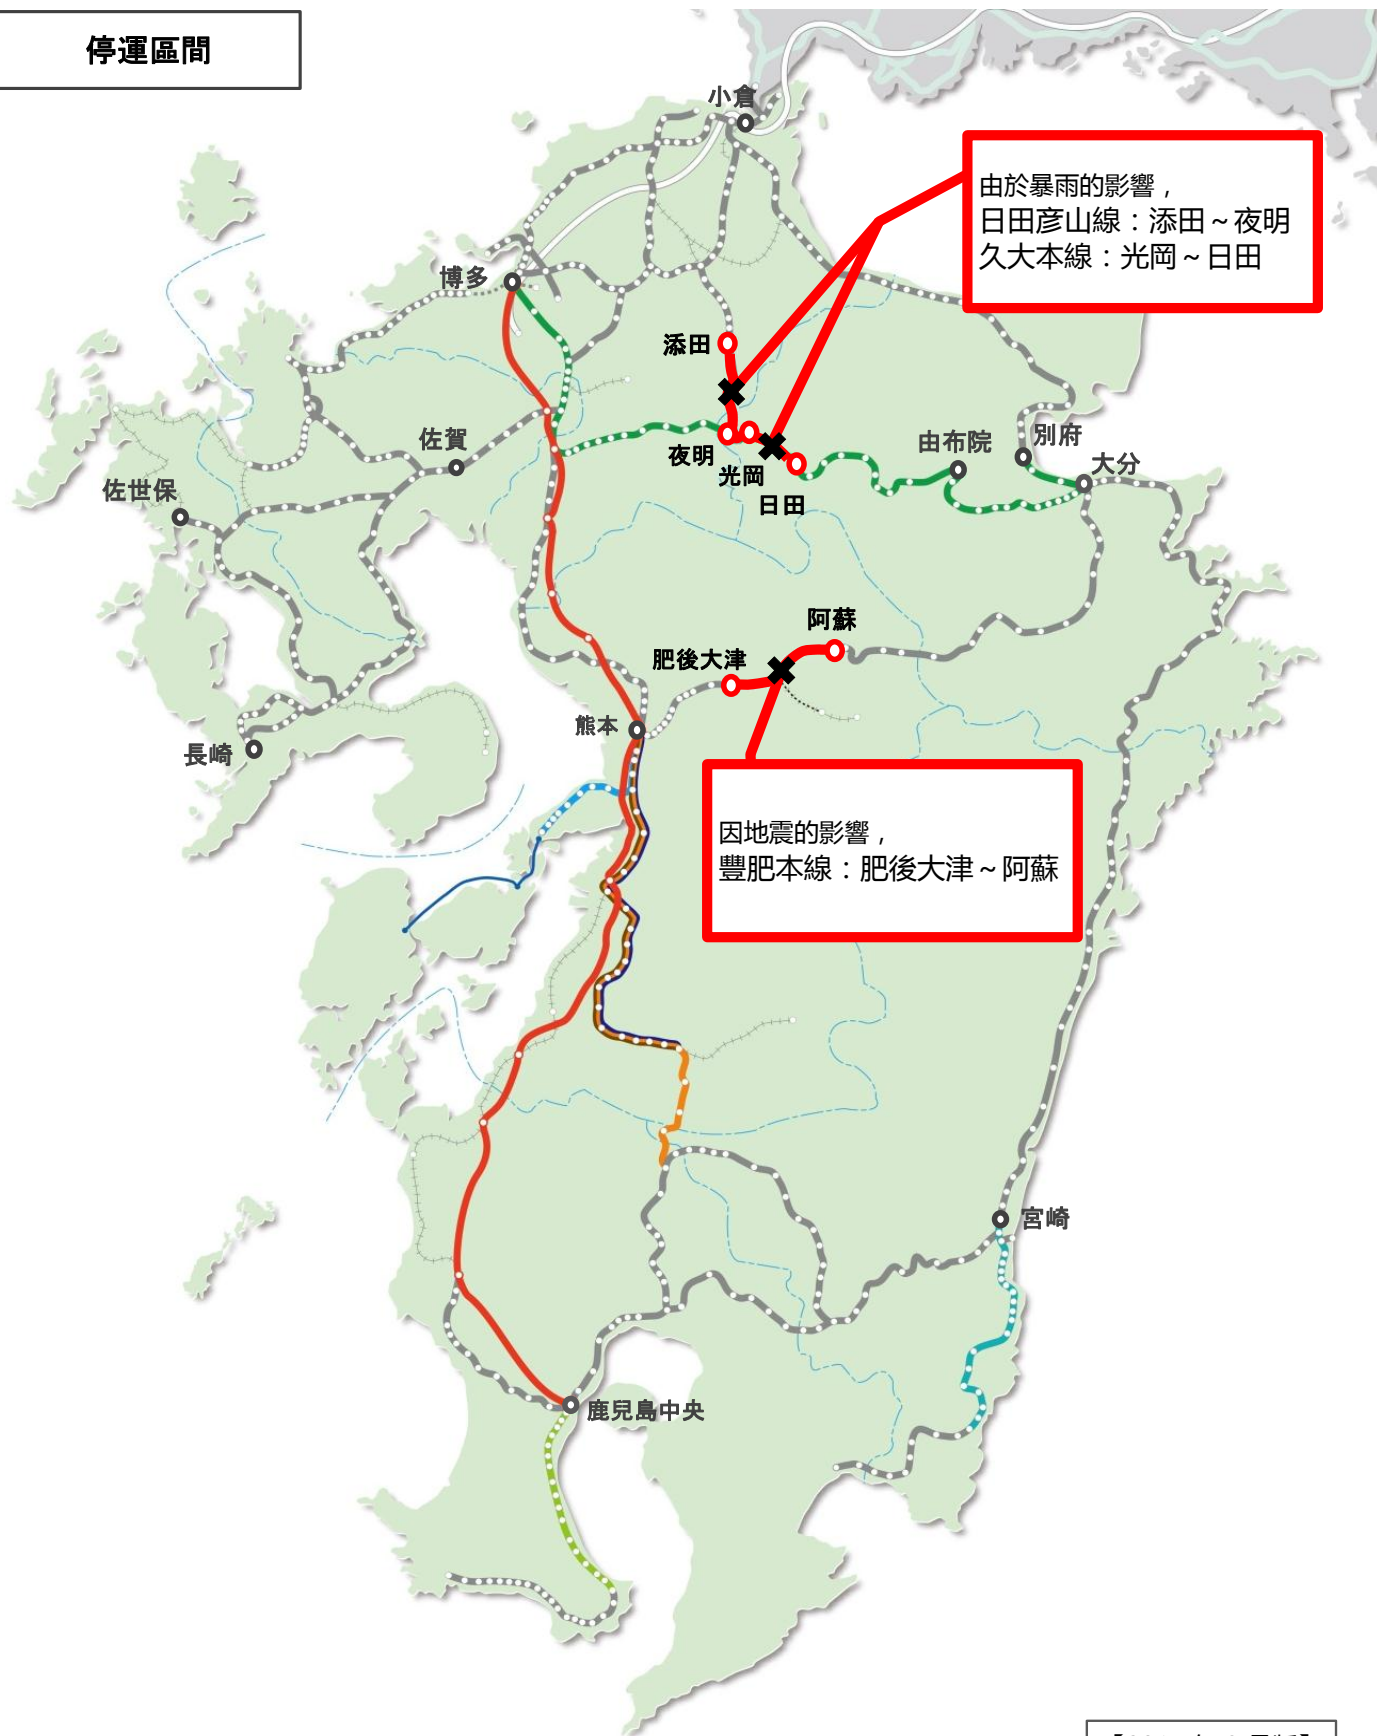 停運區間
小倉
由於暴雨的影響，
日田彦山線：添田～夜明
久大本線：光岡～日田
博多
添田
佐賀
夜明
光岡
日田
由布院
別府
大分
佐世保
阿蘇
肥後大津
熊本
長崎
因地震的影響，
豐肥本線：肥後大津～阿蘇
宮崎
鹿兒島中央